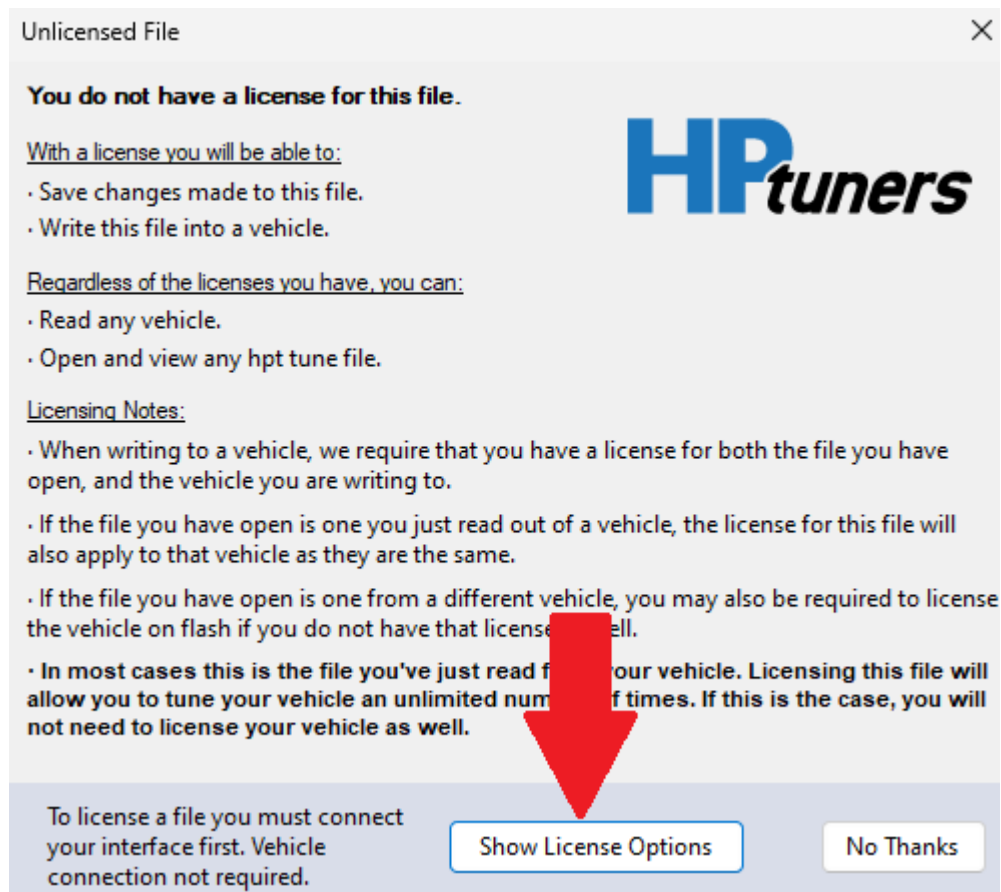 Unlicensed File
You do not have a license for this file.
HPtuners
With a license you will be able to:
· Save changes made to this file.
· Write this file into a vehicle.
Regardless of the licenses you have, you can:
· Read any vehicle.
· Open and view any hpt tune file.
Licensing Notes:
· When writing to a vehicle, we require that you have a license for both the file you have
open, and the vehicle you are writing to.
· If the file you have open is one you just read out of a vehicle, the license for this file will
also apply to that vehicle as they are the same.
· If the file you have open is one from a different vehicle, you may also be required to license
the vehicle on flash if you do not have that license ell.
· In most cases this is the file you've just read f our vehicle. Licensing this file will
allow you to tune your vehicle an unlimited num f times. If this is the case, you will
not need to license your vehicle as well.
To license a file you must connect
your interface first. Vehicle
connection not required.
Show License Options
No Thanks